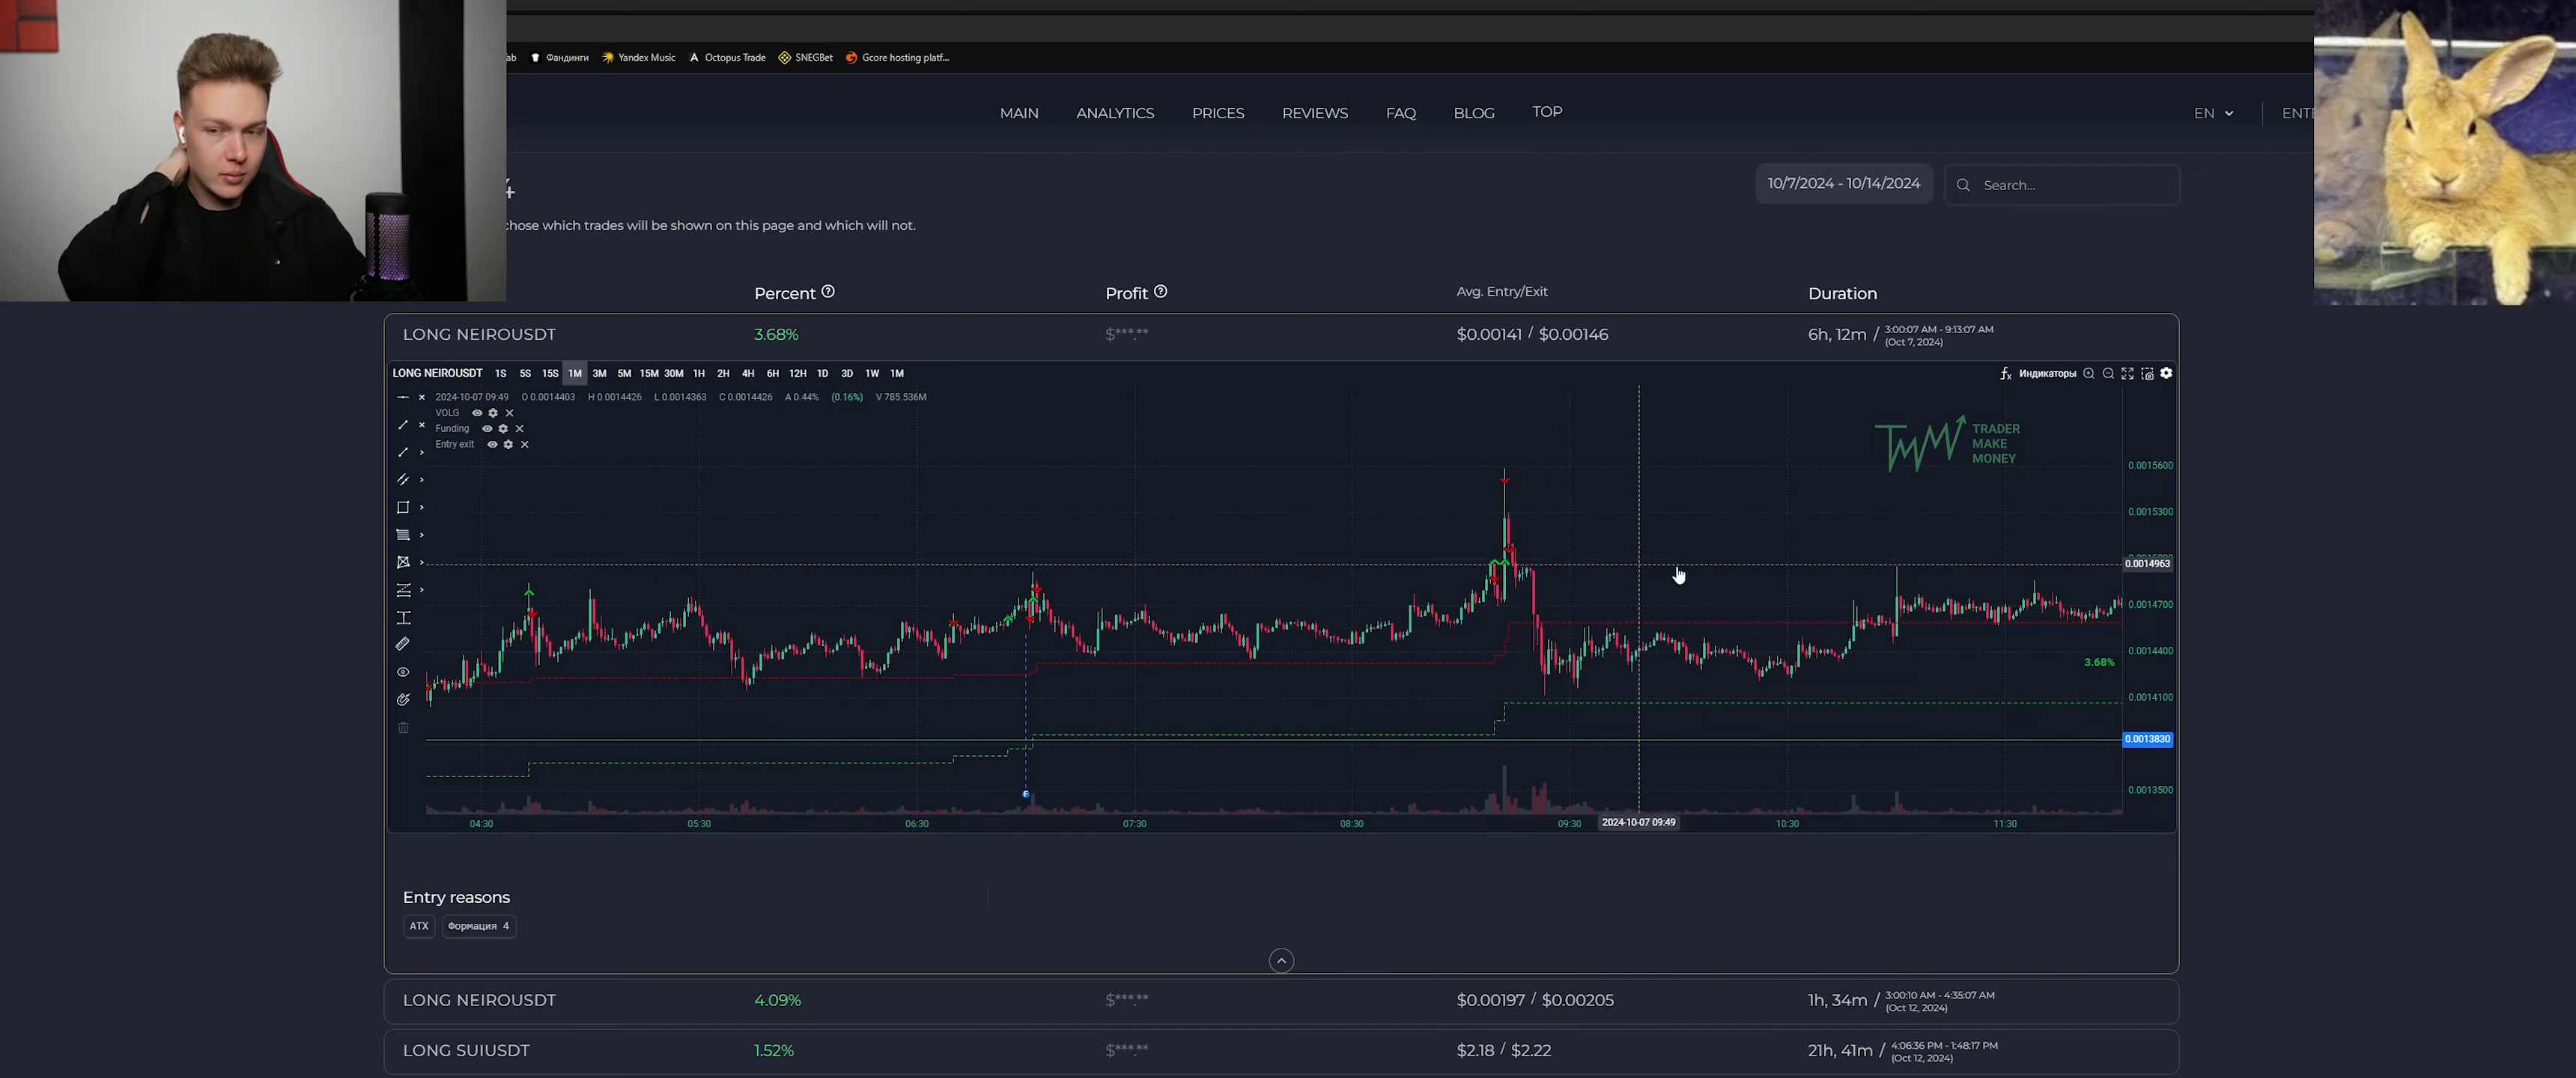 ab Фандинги Yandex Music Octopus Trade SNEGBet Gcore hosting platf...
MAIN ANALYTICS PRICES REVIEWS FAQ BLOG TOP EN
10/7/2024 - 10/14/2024 Search...
chose which trades will be shown on this page and which will not.
Percent Profit Avg. Entry/Exit Duration
LONG NEIROUSDT 3.68% $***.** $0.00141 / $0.00146 6h, 12m / 3:00:07 AM - 9:13:07 AM
(Oct 7, 2024)
LONG NEIROUSDT 1S 5S 15S 1M 3M 5M 15M 30M 1H 2H 4H 6H 12H 1D 3D 1W 1M fx Индикаторы
2024-10-07 09:49 O 0.0014403 H 0.0014426 L 0.0014363 C 0.0014426 A 0.44% (0.16%) V 785.536M
VOLG
Funding
Entry exit
TMM TRADER
MAKE
MONEY
0.0015600
0.0015300
0.0014963
0.0014700
0.0014400
3.68%
0.0014100
0.0013830
0.0013500
04:30 05:30 06:30 07:30 08:30 09:30 2024-10-07 09:49 10:30 11:30
Entry reasons
ATX Формация 4
LONG NEIROUSDT 4.09% $***.** $0.00197 / $0.00205 1h, 34m / 3:00:10 AM - 4:35:07 AM
(Oct 12, 2024)
LONG SUIUSDT 1.52% $***.** $2.18 / $2.22 21h, 41m / 4:06:36 PM - 1:48:17 PM
(Oct 12, 2024)